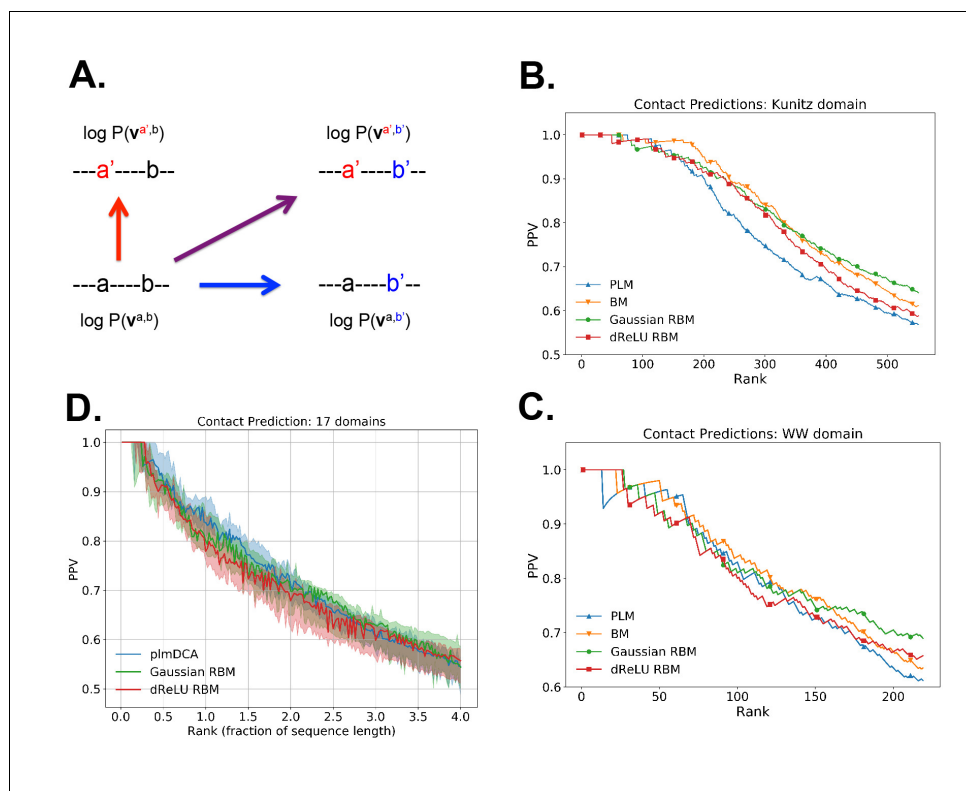 A.
log P(v^a',b)
log P(v^a',b')
---a'----b--
---a'----b'--
---a----b--
---a----b'--
log P(v^a,b)
log P(v^a,b')
B.
Contact Predictions: Kunitz domain
PPV
1.0
0.9
0.8
0.7
0.6
0.5
PLM
BM
Gaussian RBM
dReLU RBM
0 100 200 300 400 500
Rank
D.
Contact Prediction: 17 domains
PPV
1.0
0.9
0.8
0.7
0.6
0.5
plmDCA
Gaussian RBM
dReLU RBM
0.0 0.5 1.0 1.5 2.0 2.5 3.0 3.5 4.0
Rank (fraction of sequence length)
C.
Contact Predictions: WW domain
PPV
1.0
0.9
0.8
0.7
0.6
PLM
BM
Gaussian RBM
dReLU RBM
0 50 100 150 200
Rank